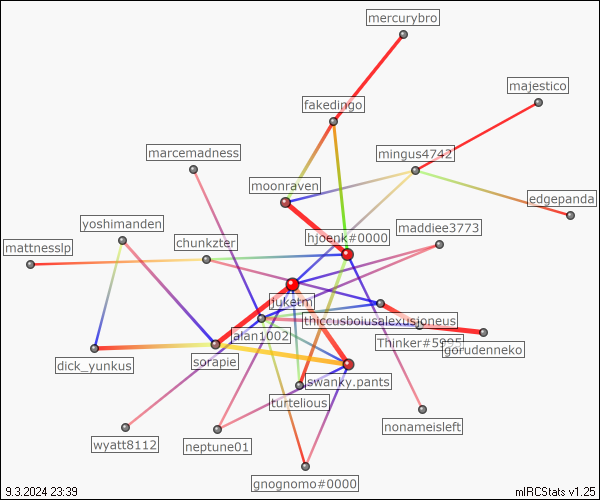 mercurybro
majestico
fakedingo
marcemadness
mingus4742
moonraven
edgepanda
yoshimanden
maddiee3773
hjoenk#0000
mattnesslp
chunkzter
juketm
thiccusboiusalexusjoneus
alan1002
Thinker#5995
gorudenneko
dick_yunkus
sorapie
swanky.pants
turtelious
nonameisleft
wyatt8112
neptune01
gnognomo#0000
9.3.2024 23:39
mIRCStats v1.25